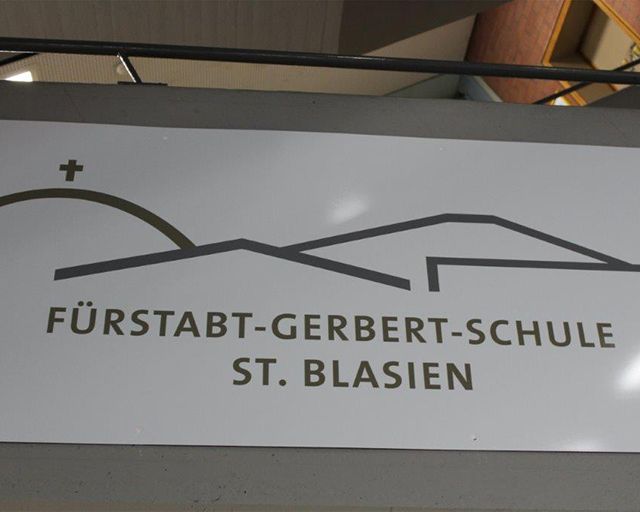 FÜRSTABT-GERBERT-SCHULE
ST. BLASIEN